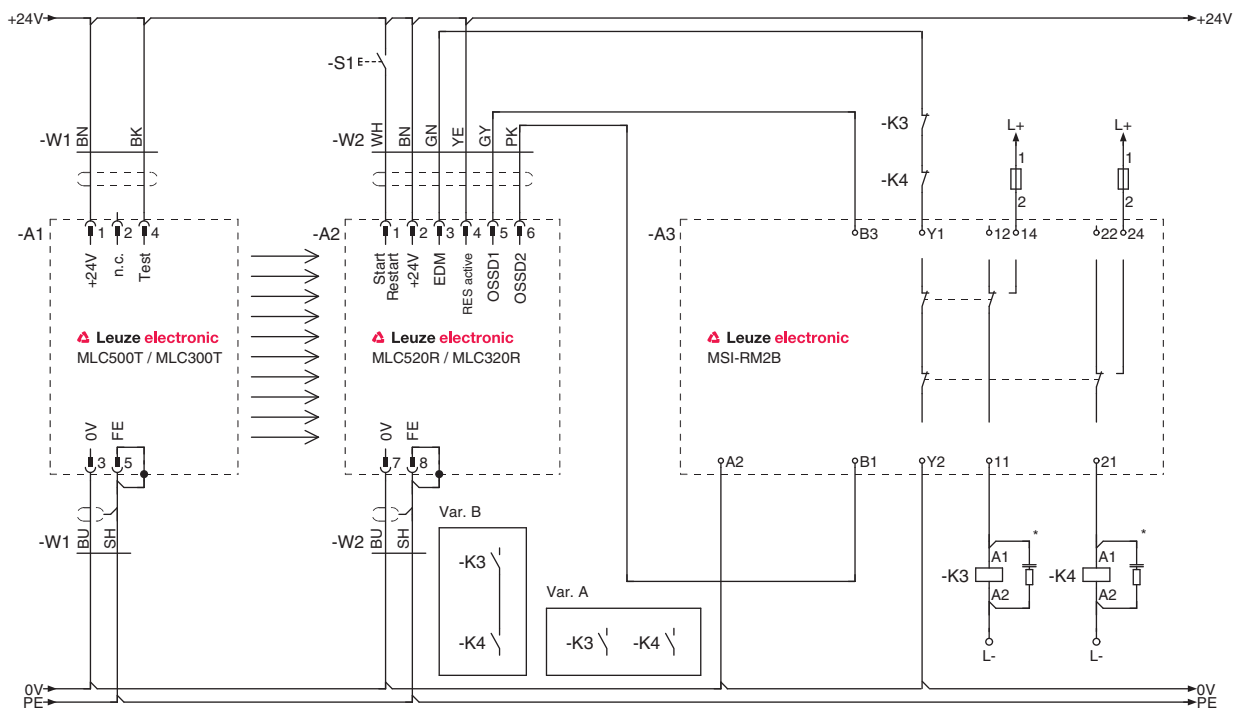 +24V +24V
-S1
-K3 L+ L+
-W1 BN BK -W2 WH BN GN YE GY PK
1 1
-K4
2 2
-A1 1 2 4 -A2 1 2 3 4 5 6 -A3 B3 Y1 12 14 22 24
+24V n.c. Test Start Restart +24V EDM RES active OSSD1 OSSD2
Leuze electronic Leuze electronic Leuze electronic
MLC500T / MLC300T MLC520R / MLC320R MSI-RM2B
0V FE 0V FE
3 5 7 8 A2 B1 Y2 11 21
Var. B
-W1 BU SH -W2 BU SH * *
-K3 A1 A1
-K3 -K4
Var. A A2 A2
-K4 -K3 -K4
L- L-
0V 0V
PE PE